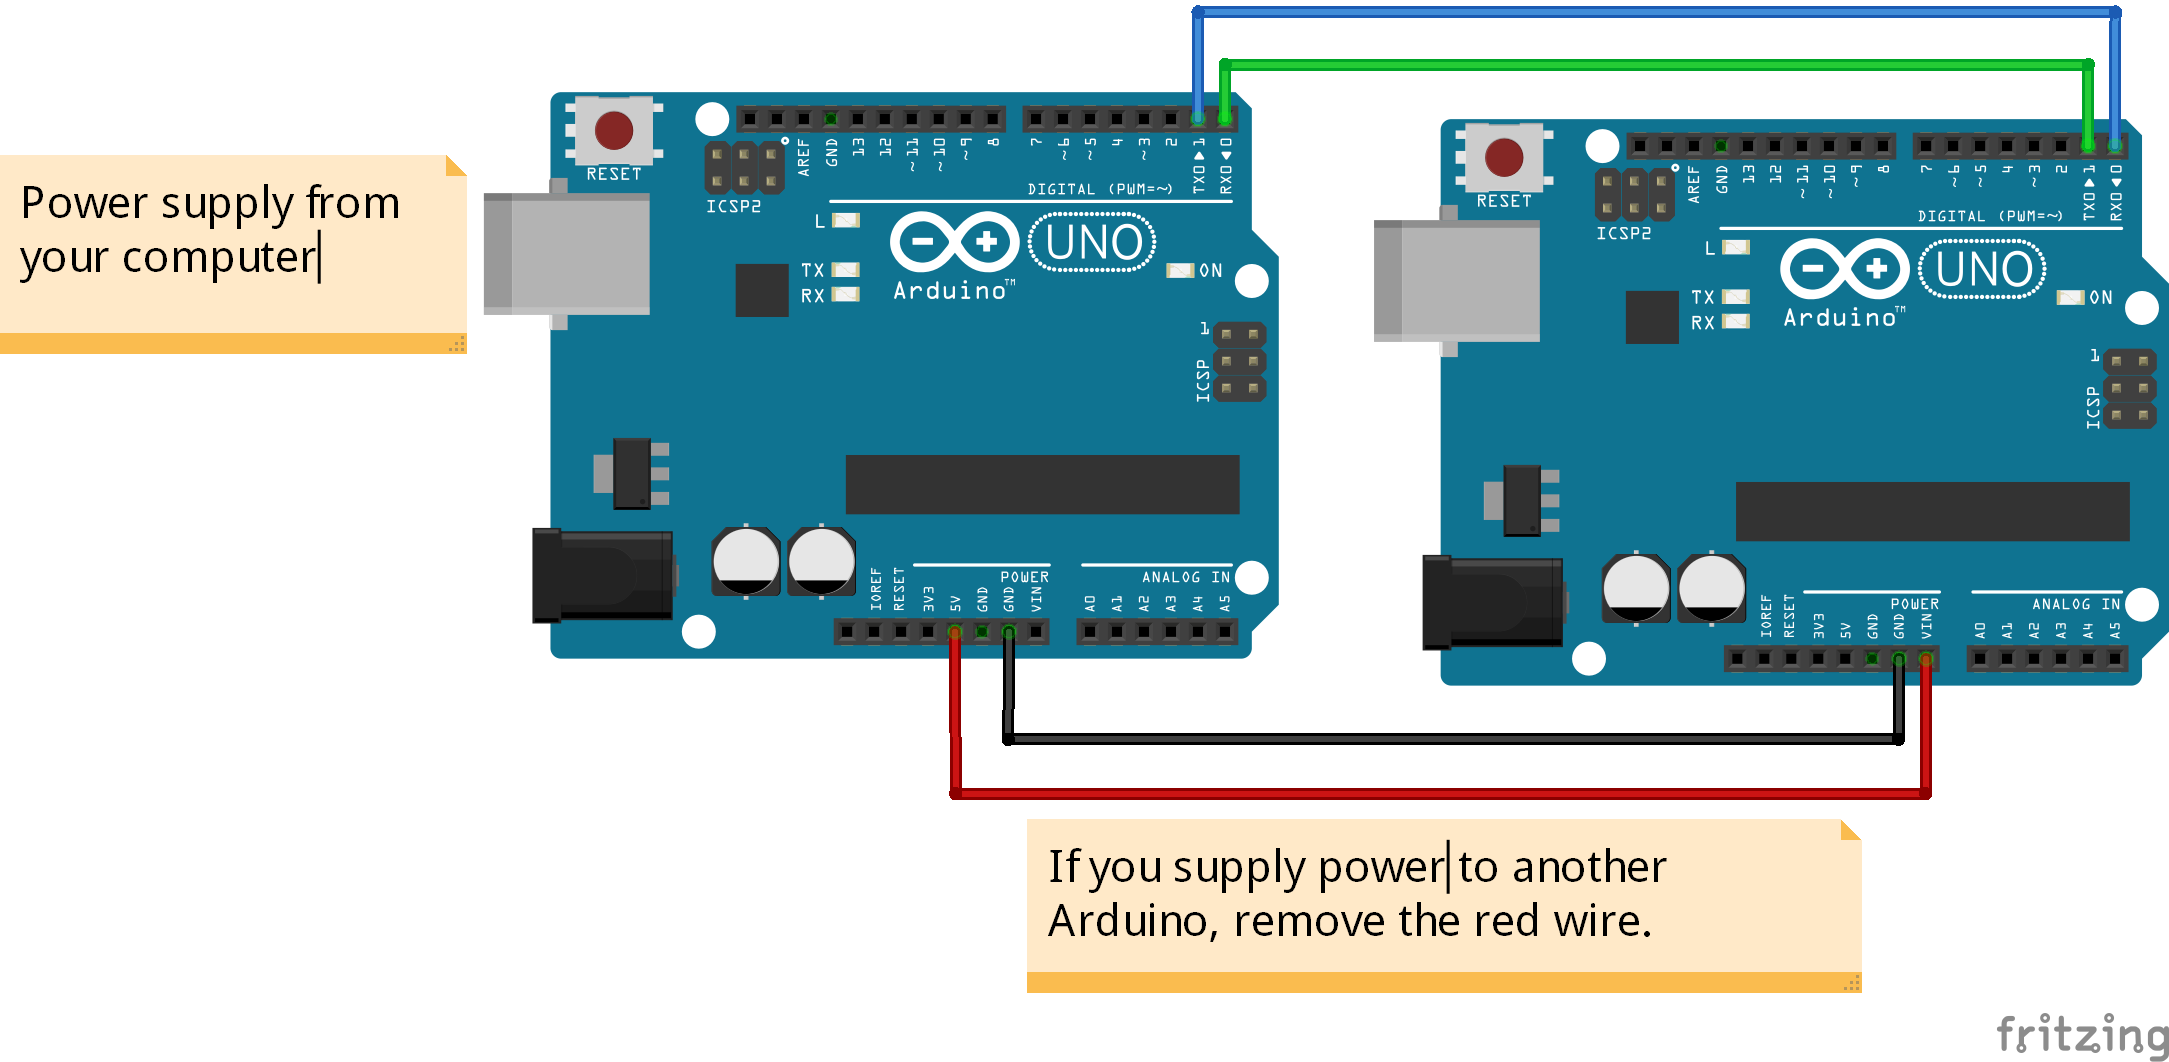 Power supply from
your computer
RESET
ICSP2
AREF
GND
13
12
~11
~10
~9
8
7
~6
~5
4
~3
2
TX0▶1
RX0◀0
DIGITAL (PWM=~)
L
TX
RX
UNO
Arduino™
ON
1
ICSP
IOREF
RESET
3V3
5V
GND
GND
VIN
POWER
A0
A1
A2
A3
A4
A5
ANALOG IN
RESET
ICSP2
AREF
GND
13
12
~11
~10
~9
8
7
~6
~5
4
~3
2
TX0▶1
RX0◀0
DIGITAL (PWM=~)
L
TX
RX
UNO
Arduino™
ON
1
ICSP
IOREF
RESET
3V3
5V
GND
GND
VIN
POWER
A0
A1
A2
A3
A4
A5
ANALOG IN
If you supply power to another
Arduino, remove the red wire.
fritzing